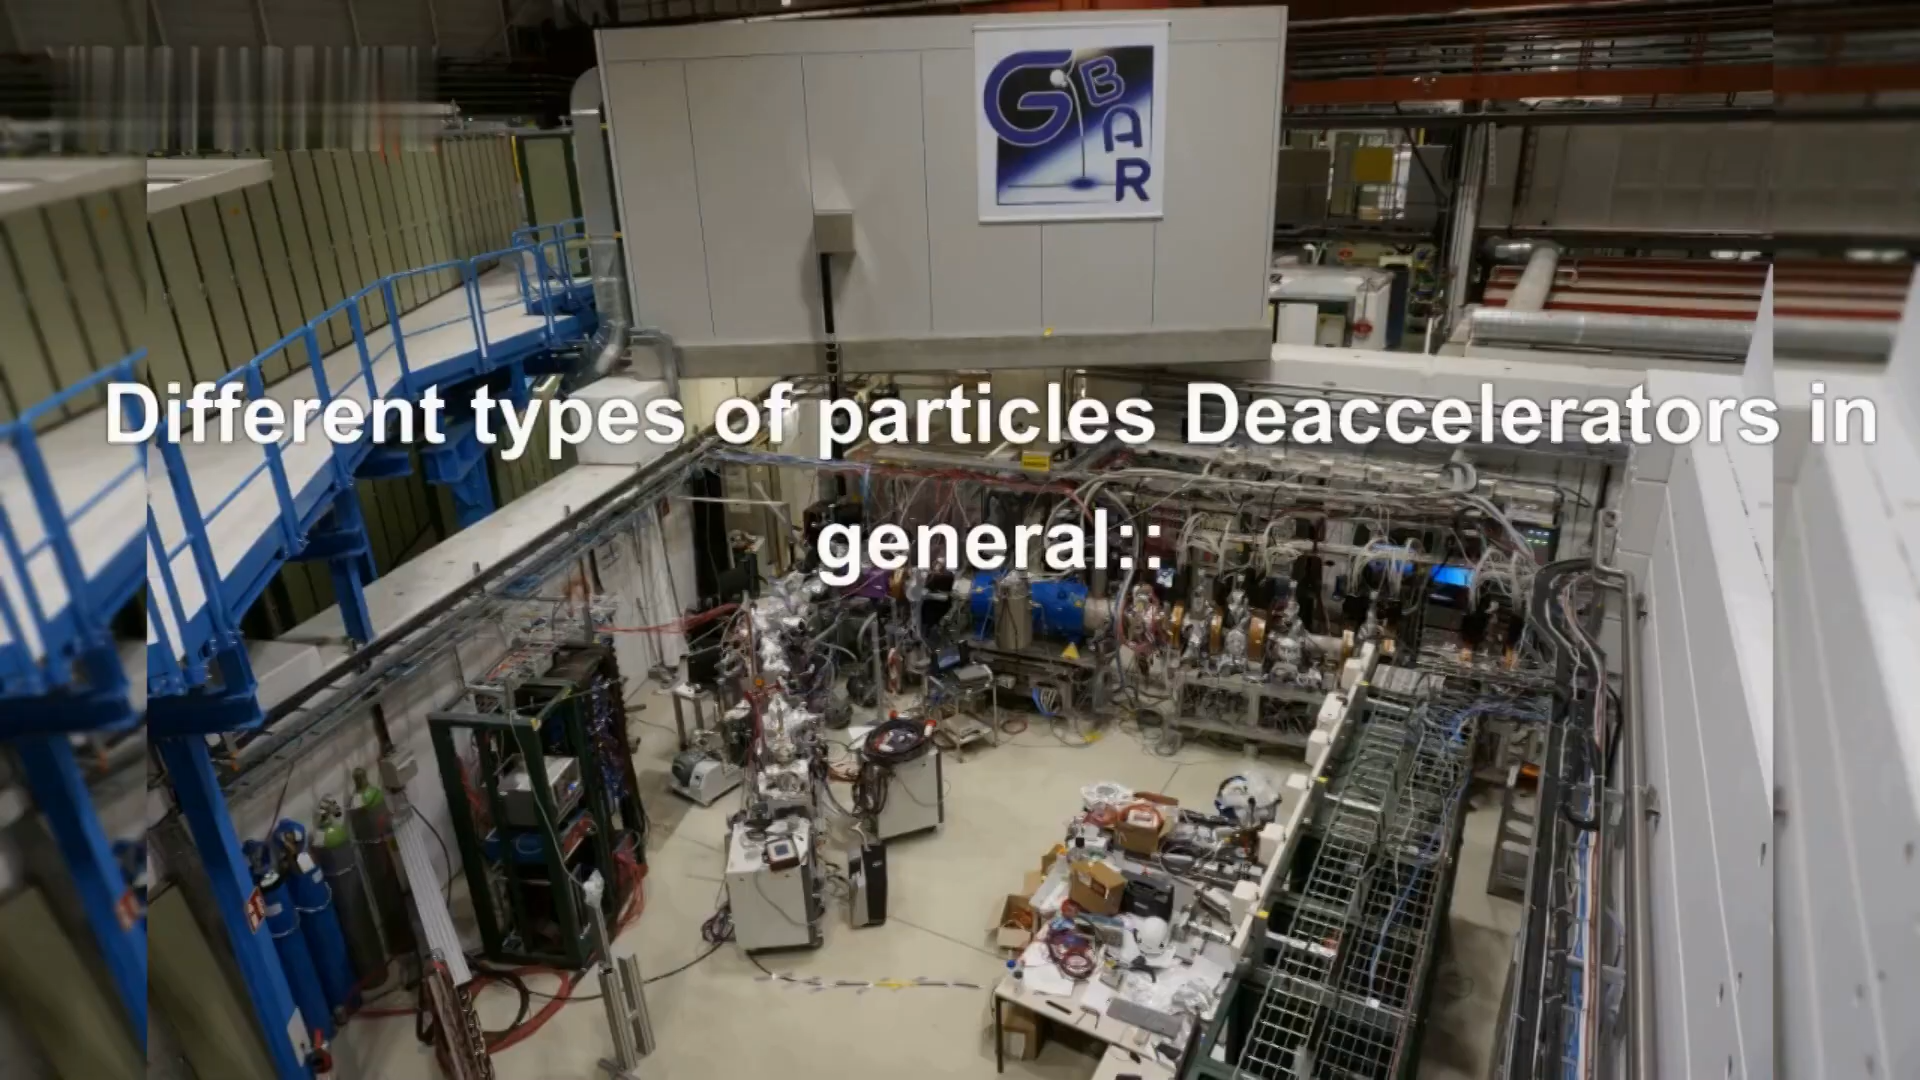 GBAR
Different types of particles Deaccelerators in
general::